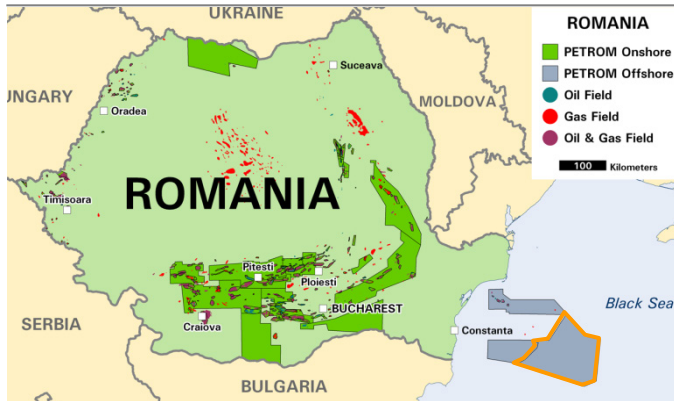 UKRAINE
ROMANIA
PETROM Onshore
PETROM Offshore
Oil Field
Gas Field
Oil & Gas Field
100 Kilometers
Suceava
UNGARY
MOLDOVA
Oradea
ROMANIA
Timisoara
Pitesti
Ploiesti
BUCHAREST
Black Sea
SERBIA
Craiova
Constanta
BULGARIA